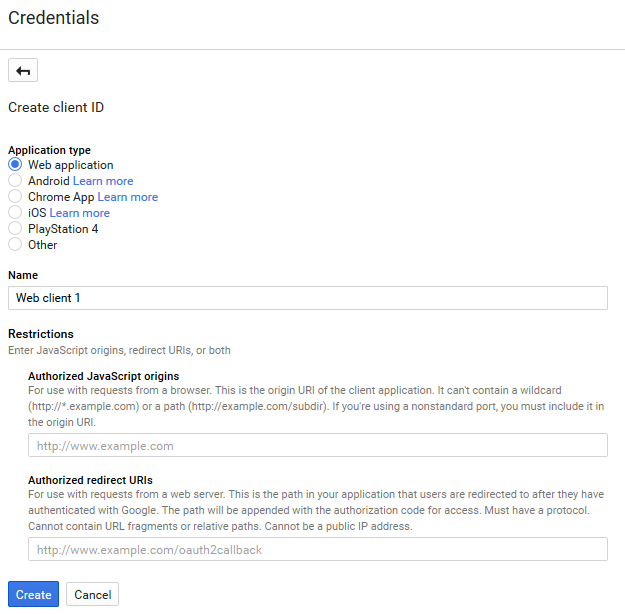 Credentials
Create client ID
Application type
Web application
Android Learn more
Chrome App Learn more
iOS Learn more
PlayStation 4
Other
Name
Web client 1
Restrictions
Enter JavaScript origins, redirect URIs, or both
Authorized JavaScript origins
For use with requests from a browser. This is the origin URI of the client application. It can't contain a wildcard
(http://*.example.com) or a path (http://example.com/subdir). If you're using a nonstandard port, you must include it in
the origin URI.
http://www.example.com
Authorized redirect URIs
For use with requests from a web server. This is the path in your application that users are redirected to after they have
authenticated with Google. The path will be appended with the authorization code for access. Must have a protocol.
Cannot contain URL fragments or relative paths. Cannot be a public IP address.
http://www.example.com/oauth2callback
Create Cancel